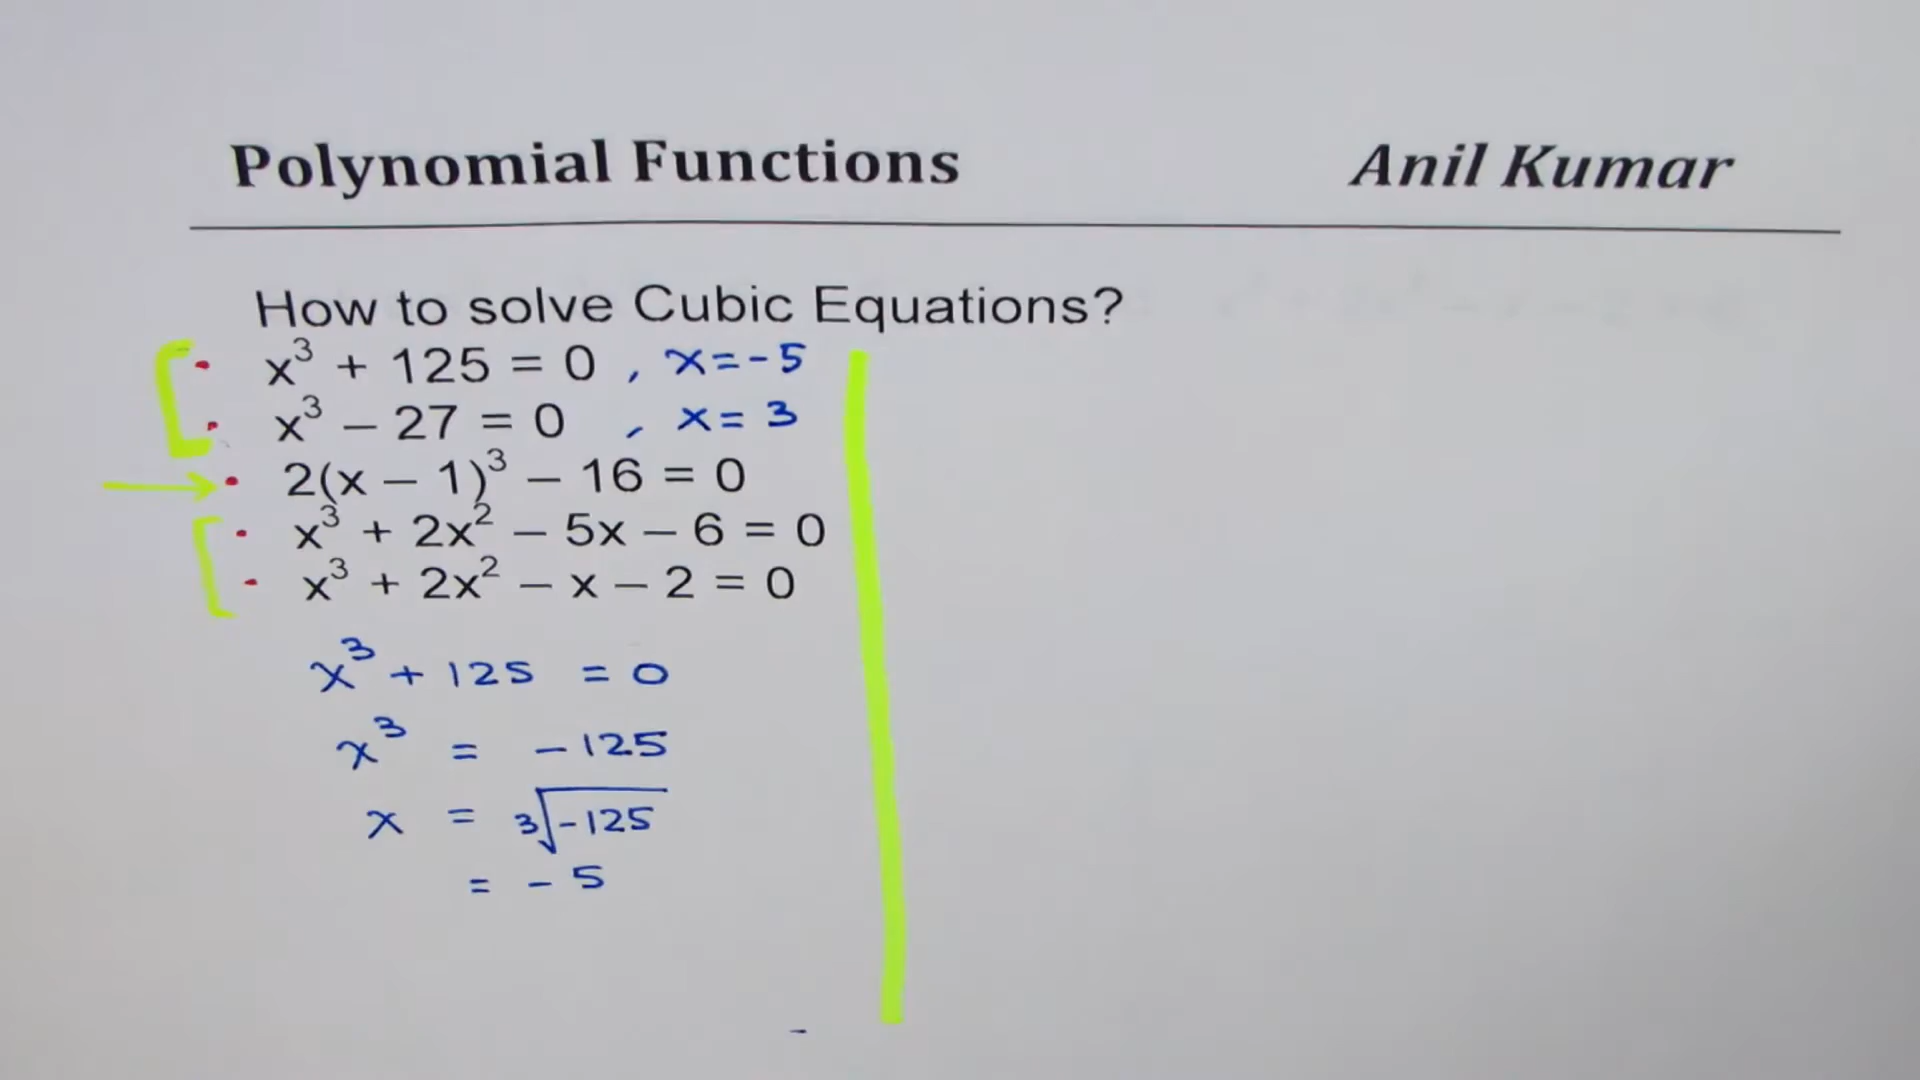 Polynomial Functions Anil Kumar
How to solve Cubic Equations?
• x³ + 125 = 0 , x = -5
• x³ – 27 = 0 , x = 3
• 2(x – 1)³ – 16 = 0
• x³ + 2x² – 5x – 6 = 0
• x³ + 2x² – x – 2 = 0
x³ + 125 = 0
x³ = -125
x = ³√-125
= -5